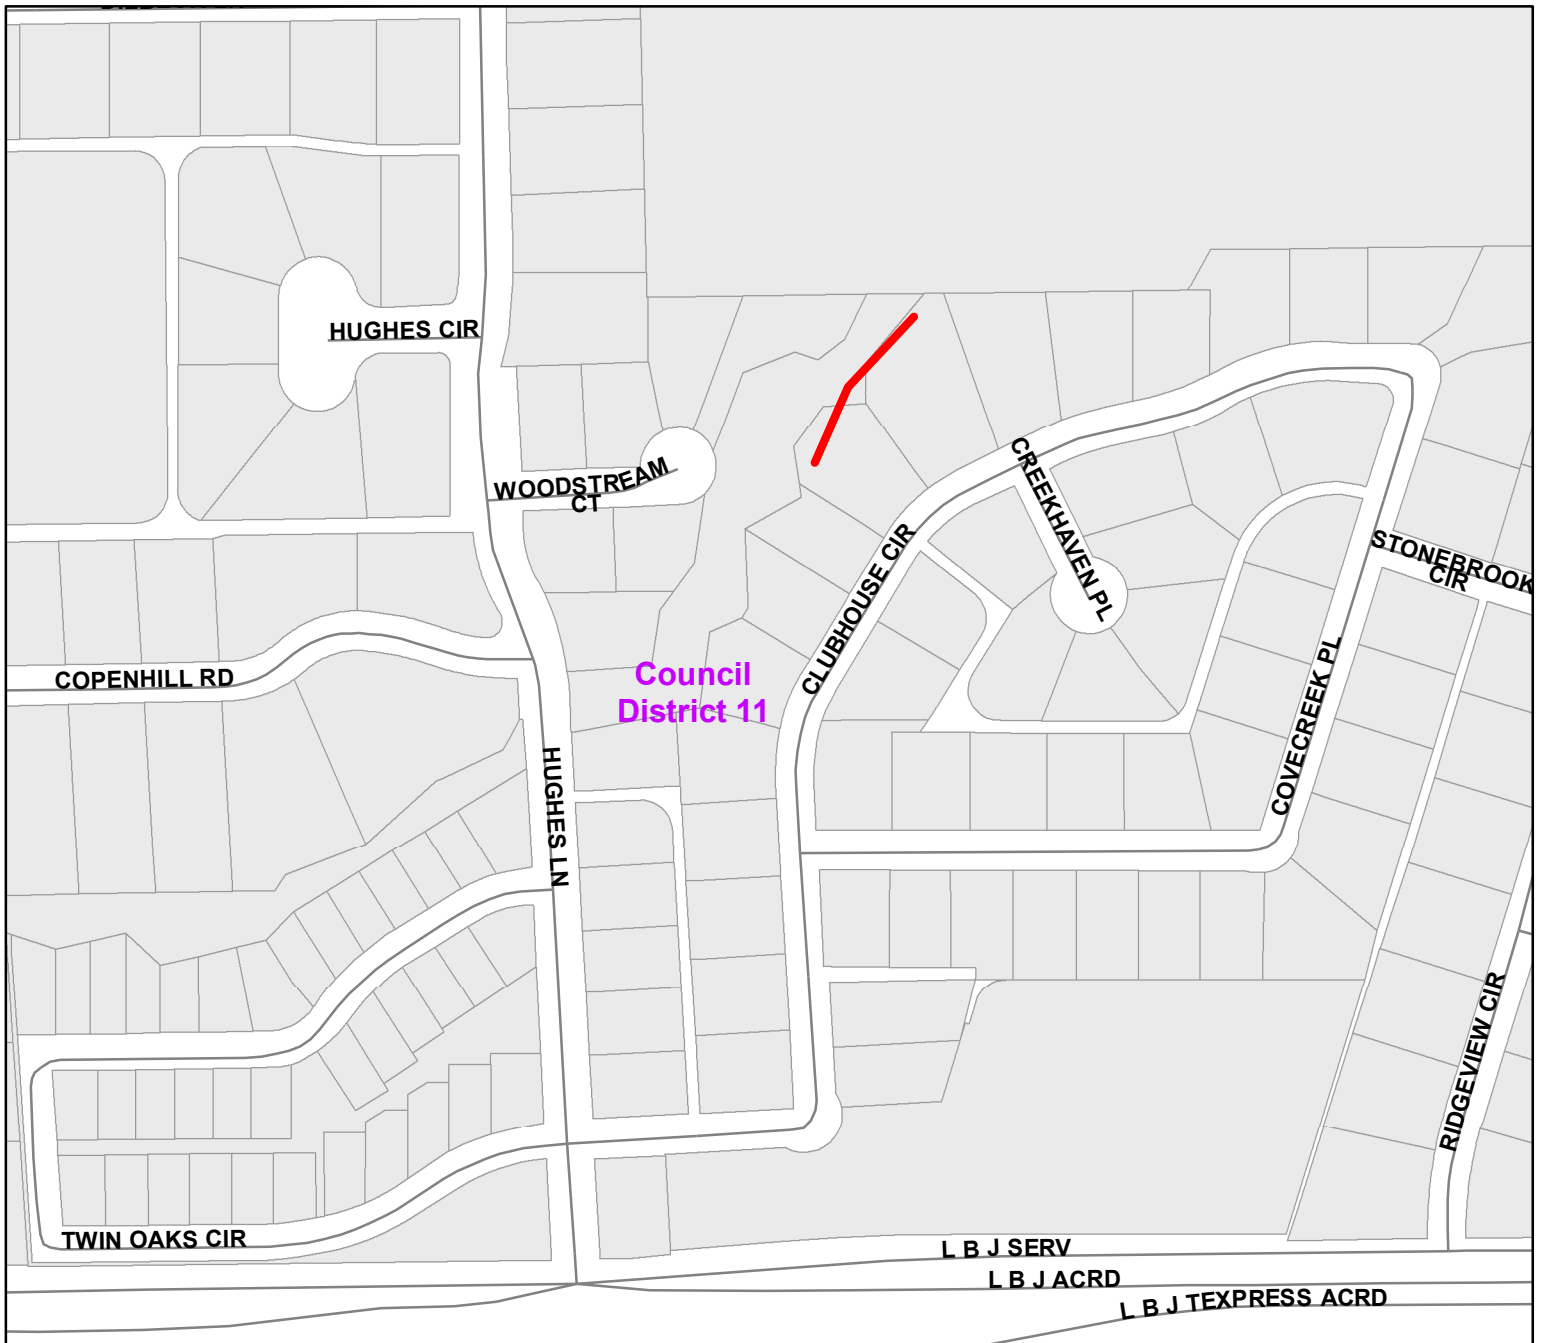 HUGHES CIR
WOODSTREAM
CT
CREEKHAVEN PL
CLUBHOUSE CIR
STONEBROOK
CIR
COPENHILL RD
Council
District 11
COVECREEK PL
HUGHES LN
RIDGEVIEW CIR
TWIN OAKS CIR
L B J SERV
L B J ACRD
L B J TEXPRESS ACRD